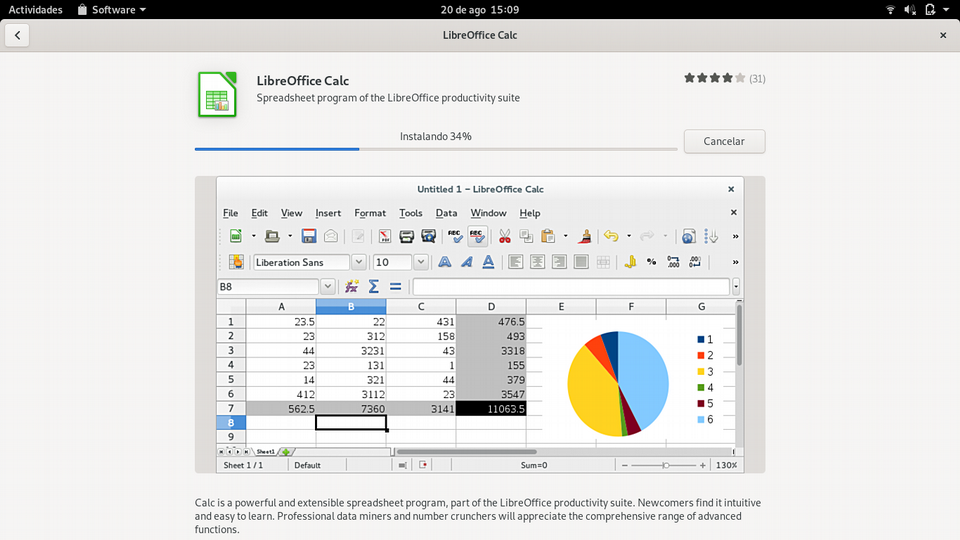 Actividades Software 20 de ago 15:09
LibreOffice Calc
LibreOffice Calc
(31)
Spreadsheet program of the LibreOffice productivity suite
Instalando 34%
Cancelar
Untitled 1 – LibreOffice Calc
File Edit View Insert Format Tools Data Window Help
PDF ABC ABC
Liberation Sans 10 A A A %
B8
A B C D E F G
1 23.5 22 431 476.5
2 23 312 158 493
3 44 3231 43 3318
4 23 131 1 155
5 14 321 44 379
6 412 3112 23 3547
7 562.5 7360 3141 11063.5
8
9
1
2
3
4
5
6
Sheet1
Sheet 1 / 1 Default Sum=0 130%
Calc is a powerful and extensible spreadsheet program, part of the LibreOffice productivity suite. Newcomers find it intuitive
and easy to learn. Professional data miners and number crunchers will appreciate the comprehensive range of advanced
functions.